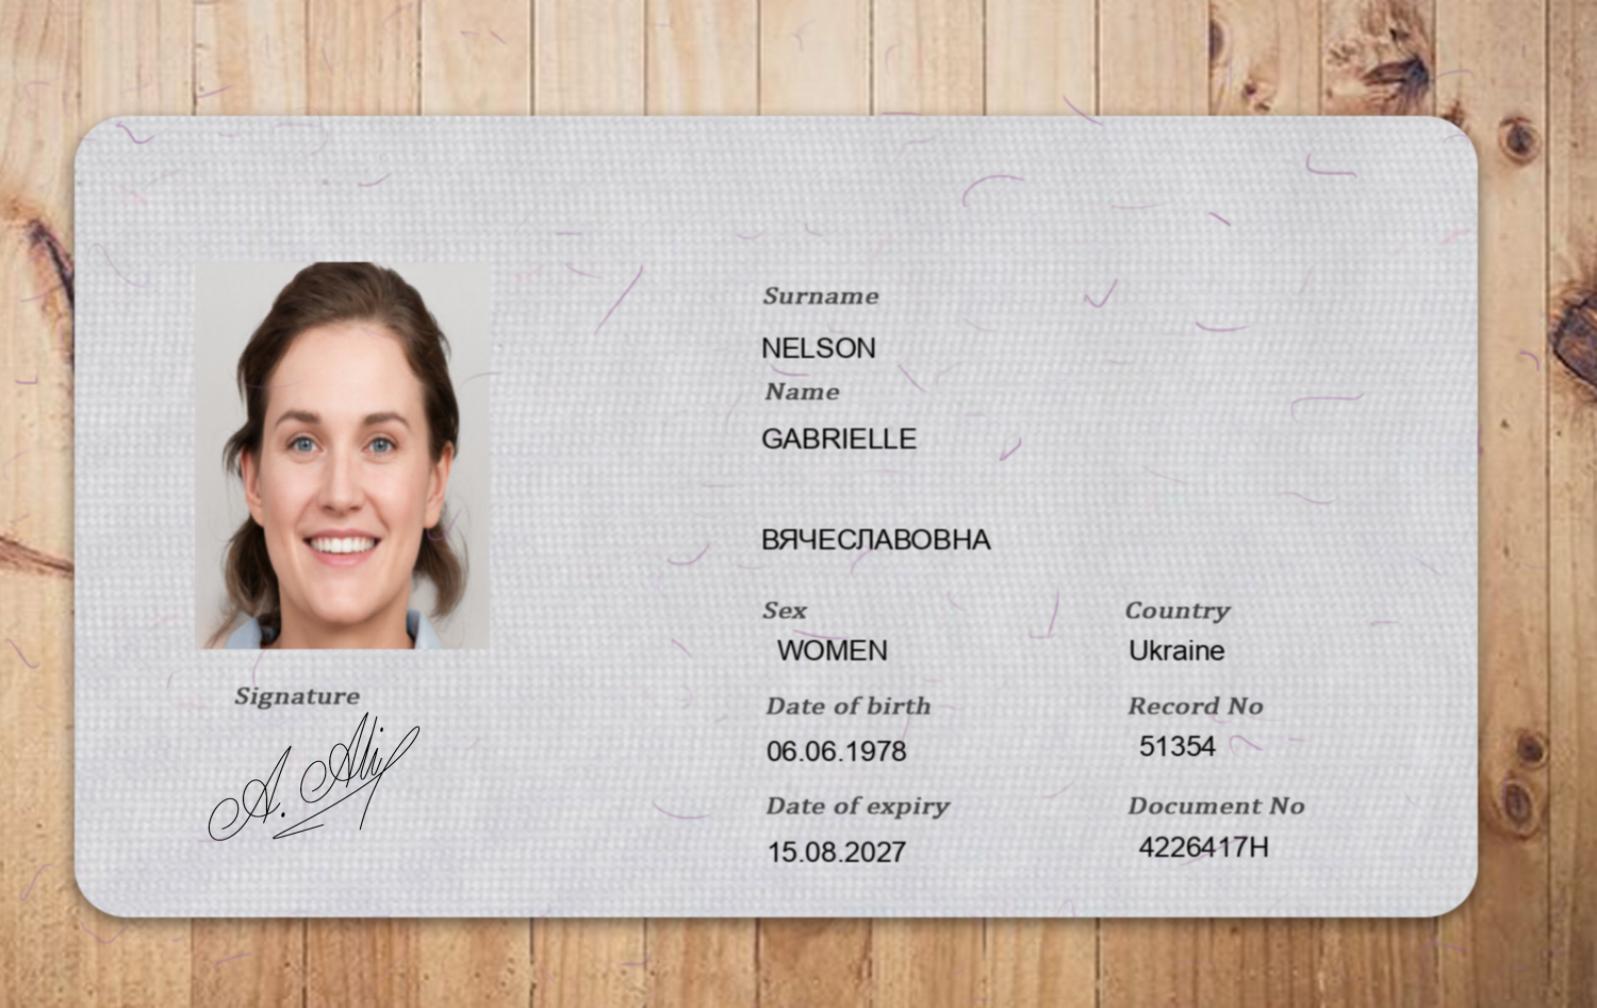 Surname
NELSON
Name
GABRIELLE
ВЯЧЕСЛАВОВНА
Sex
WOMEN
Country
Ukraine
Signature
Date of birth
06.06.1978
Record No
51354
Date of expiry
15.08.2027
Document No
4226417H